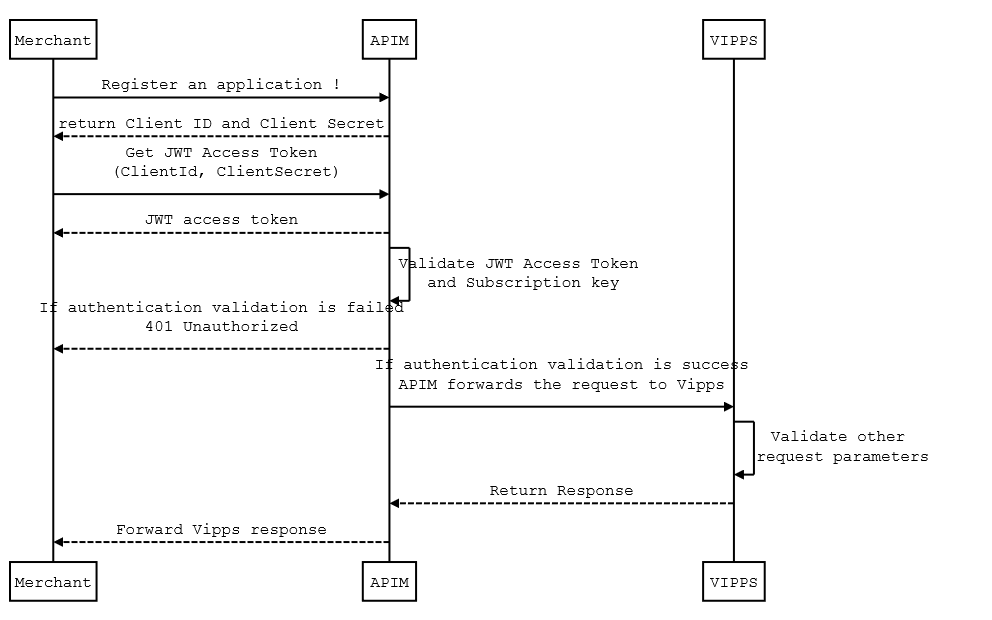 Merchant
APIM
VIPPS
Register an application !
return Client ID and Client Secret
Get JWT Access Token
(ClientId, ClientSecret)
JWT access token
Validate JWT Access Token
and Subscription key
If authentication validation is failed
401 Unauthorized
If authentication validation is success
APIM forwards the request to Vipps
Validate other
request parameters
Return Response
Forward Vipps response
Merchant
APIM
VIPPS